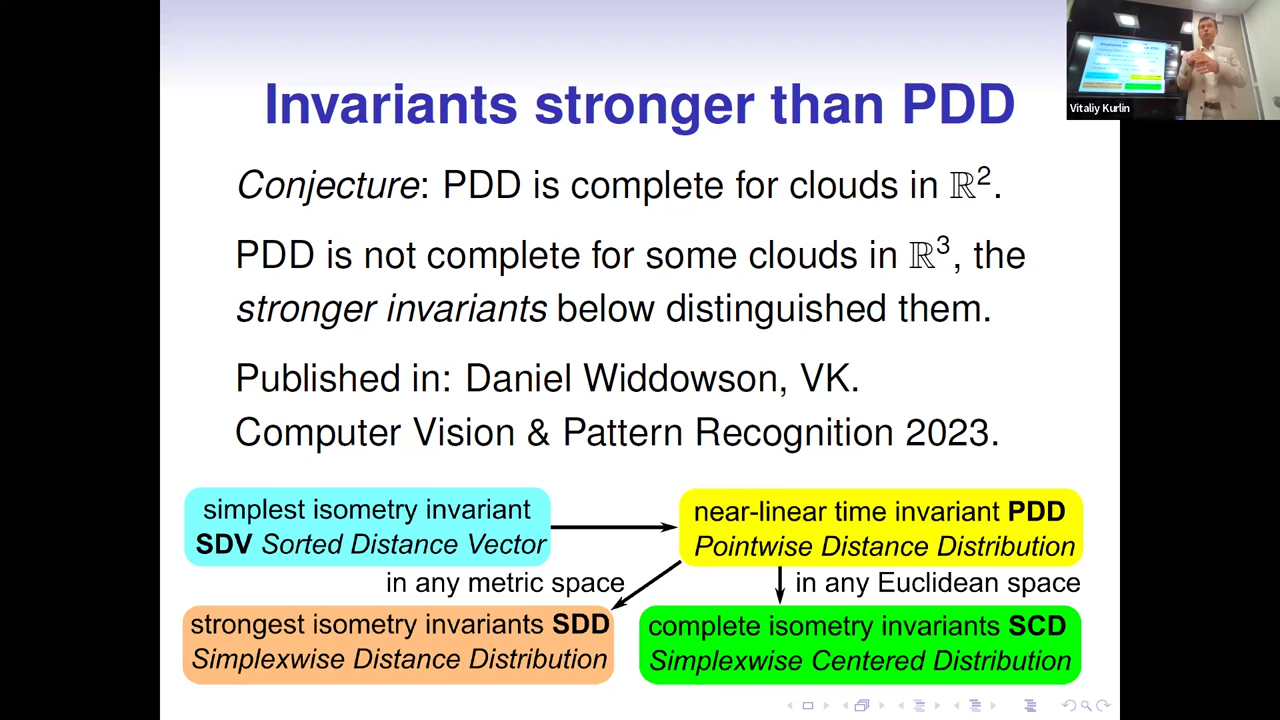 Invariants stronger than PDD
Vitaliy Kurlin
Conjecture: PDD is complete for clouds in ℝ².
PDD is not complete for some clouds in ℝ³, the
stronger invariants below distinguished them.
Published in: Daniel Widdowson, VK.
Computer Vision & Pattern Recognition 2023.
simplest isometry invariant
SDV Sorted Distance Vector
near-linear time invariant PDD
Pointwise Distance Distribution
in any metric space
in any Euclidean space
strongest isometry invariants SDD
Simplexwise Distance Distribution
complete isometry invariants SCD
Simplexwise Centered Distribution